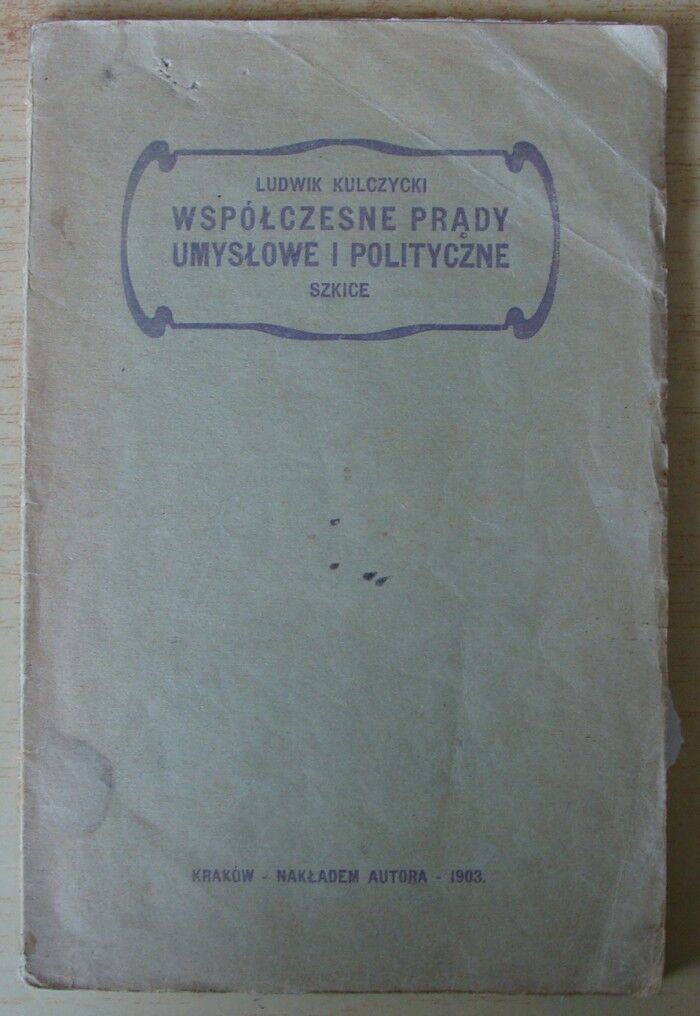 LUDWIK KULCZYCKI
WSPÓŁCZESNE PRĄDY
UMYSŁOWE I POLITYCZNE
SZKICE
KRAKÓW - NAKŁADEM AUTORA - 1903.